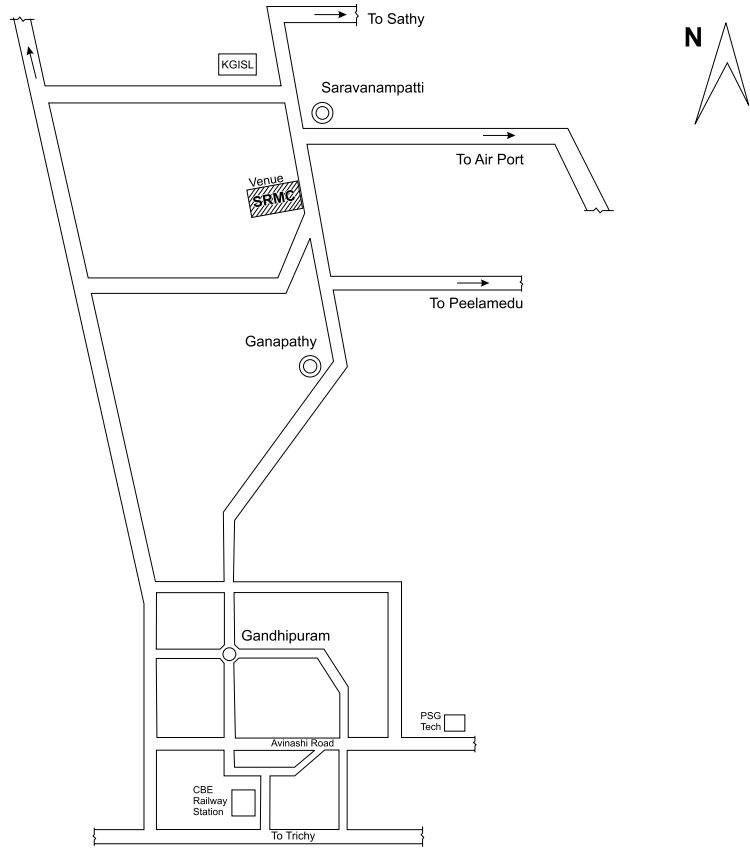 To Sathy
N
KGISL
Saravanampatti
To Air Port
Venue
SRMC
To Peelamedu
Ganapathy
Gandhipuram
PSG
Tech
Avinashi Road
CBE
Railway
Station
To Trichy